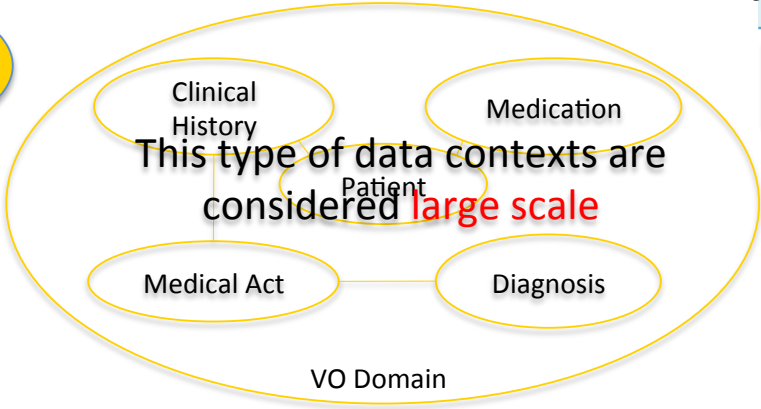 Clinical
History
Medication
This type of data contexts are
Patient
considered large scale
Medical Act
Diagnosis
VO Domain